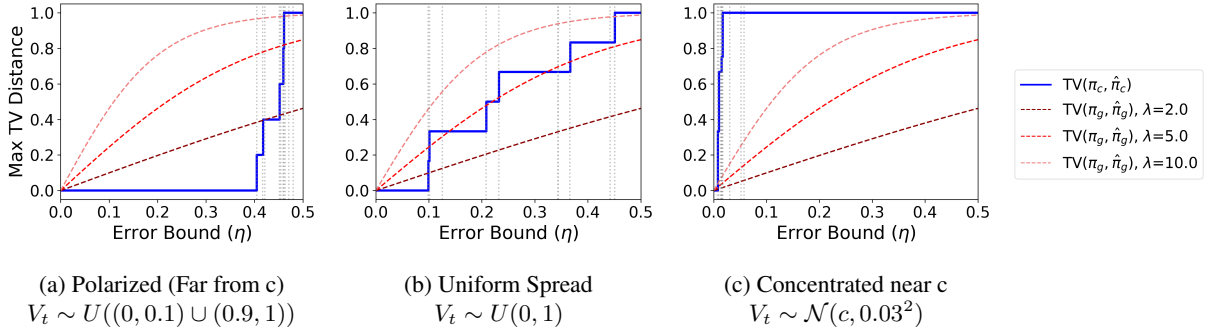 Max TV Distance
1.0
0.8
0.6
0.4
0.2
0.0
0.0 0.1 0.2 0.3 0.4 0.5
Error Bound (η)
(a) Polarized (Far from c)
V_t ∼ U((0, 0.1) ∪ (0.9, 1))
1.0
0.8
0.6
0.4
0.2
0.0
0.0 0.1 0.2 0.3 0.4 0.5
Error Bound (η)
(b) Uniform Spread
V_t ∼ U(0, 1)
1.0
0.8
0.6
0.4
0.2
0.0
0.0 0.1 0.2 0.3 0.4 0.5
Error Bound (η)
(c) Concentrated near c
V_t ∼ 𝒩(c, 0.03²)
TV(π_c, π̂_c)
TV(π_g, π̂_g), λ=2.0
TV(π_g, π̂_g), λ=5.0
TV(π_g, π̂_g), λ=10.0